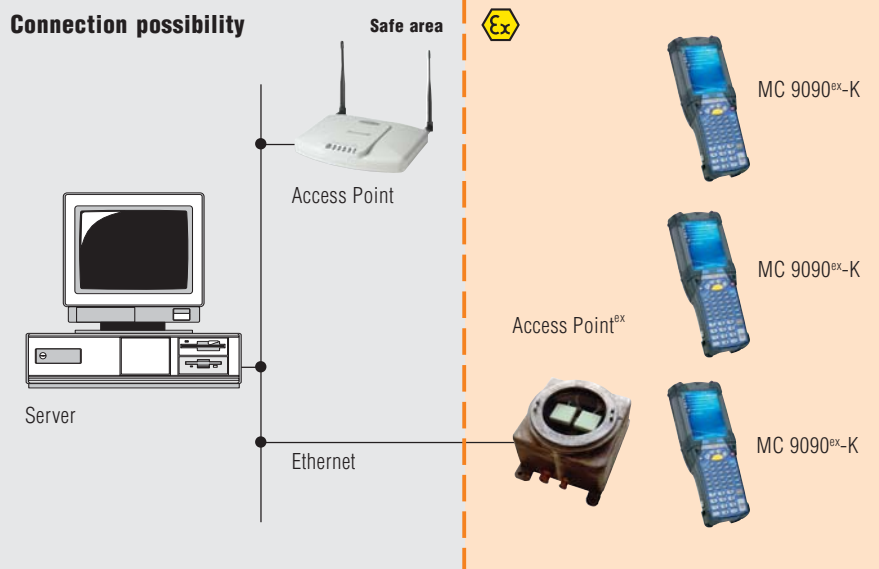 Connection possibility
Safe area
Ex
MC 9090ex-K
Access Point
MC 9090ex-K
Access Pointex
Server
Ethernet
MC 9090ex-K